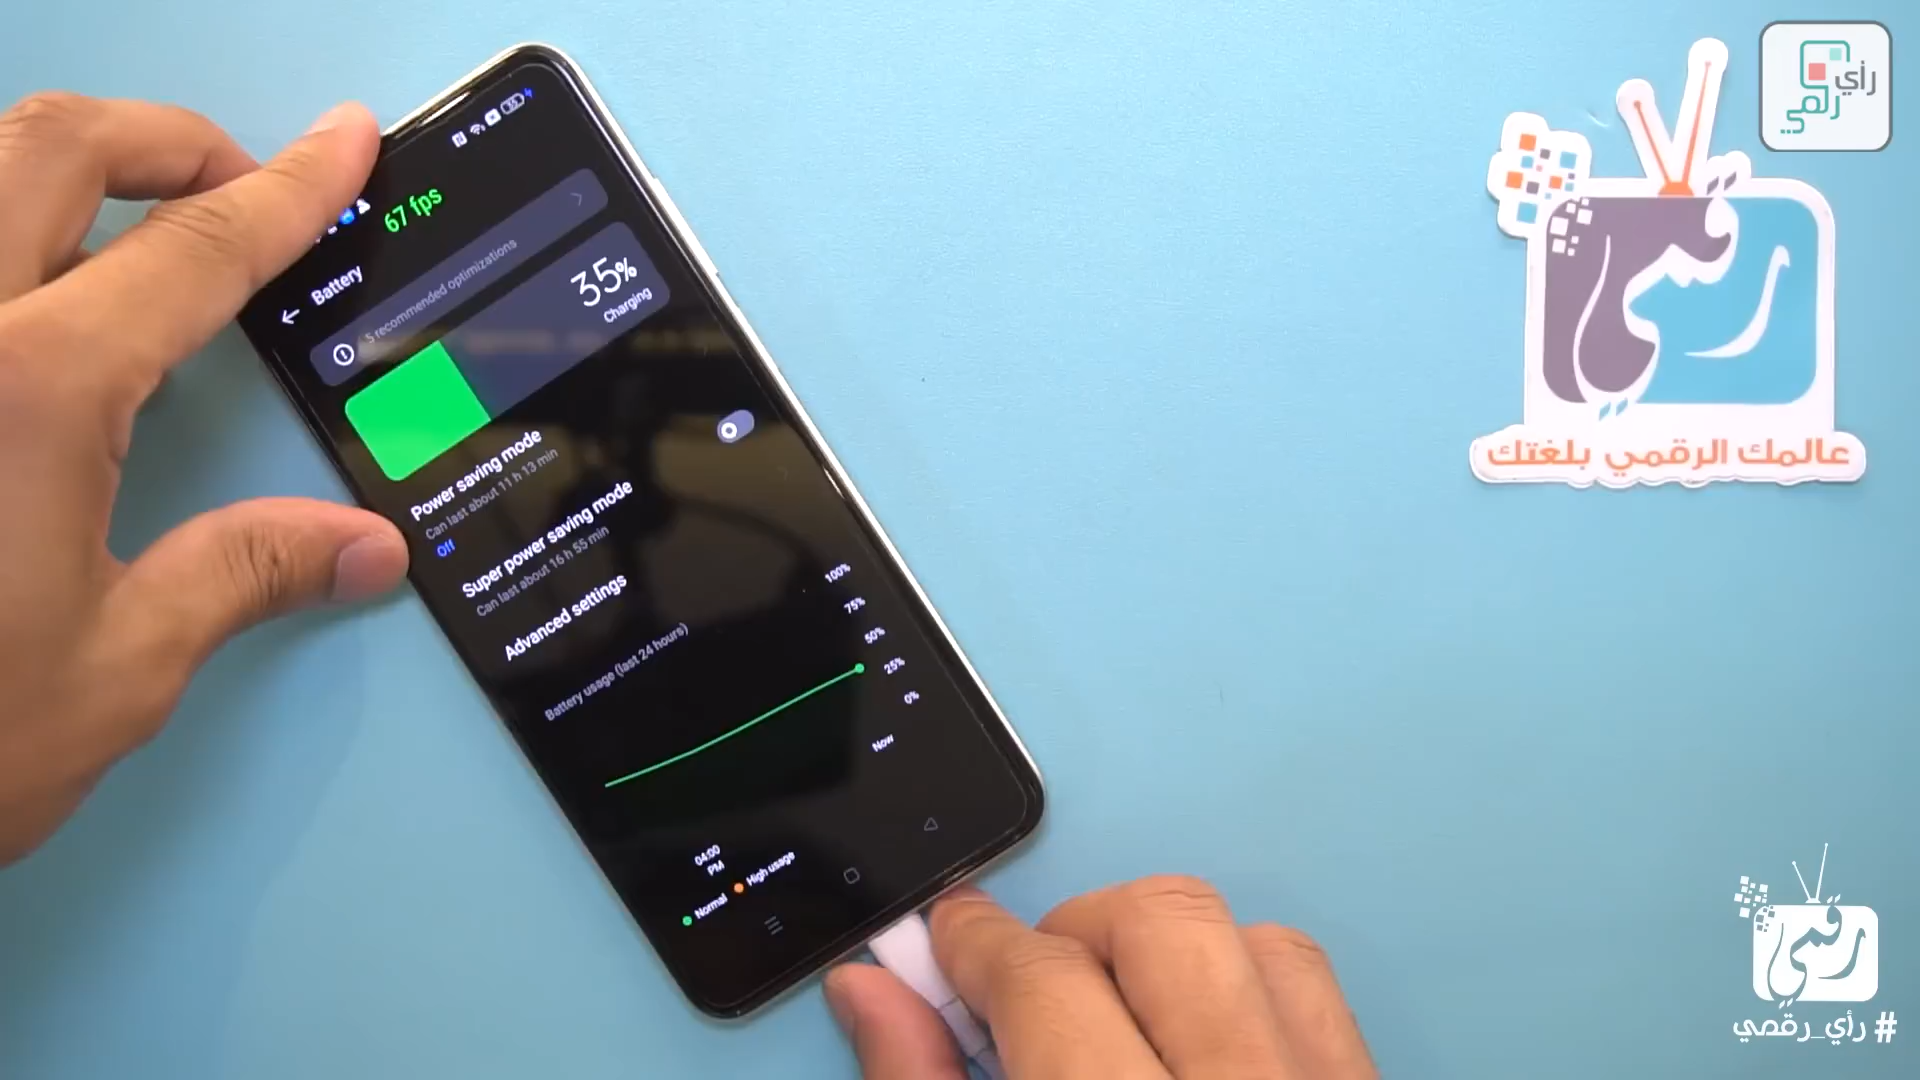 35
67 fps
Battery
5 recommended optimizations
35%
Charging
Power saving mode
Can last about 11 h 13 min
Off
Super power saving mode
Can last about 16 h 55 min
Advanced settings
Battery usage (last 24 hours)
100%
75%
50%
25%
0%
Now
04:00
PM
Normal
High usage
رأي
رقمي
رقمي
عالمك الرقمي بلغتك
رقمي
# رأي_رقمي